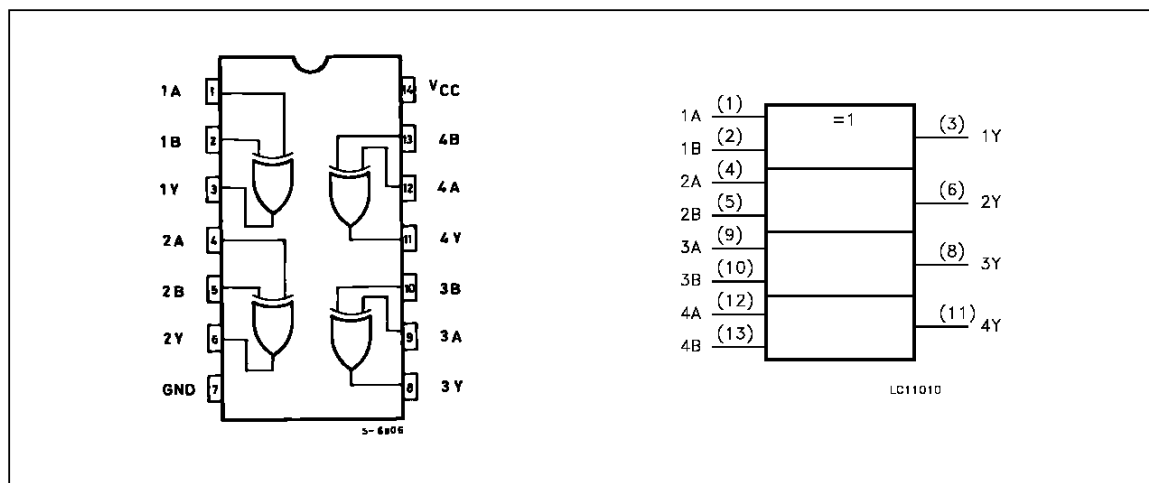 1A 1 14 VCC
1B 2 13 4B
1Y 3 12 4A
2A 4 11 4Y
2B 5 10 3B
2Y 6 9 3A
GND 7 8 3Y
=1
1A (1)
1B (2)
2A (4)
2B (5)
3A (9)
3B (10)
4A (12)
4B (13)
(3) 1Y
(6) 2Y
(8) 3Y
(11) 4Y
LC11010